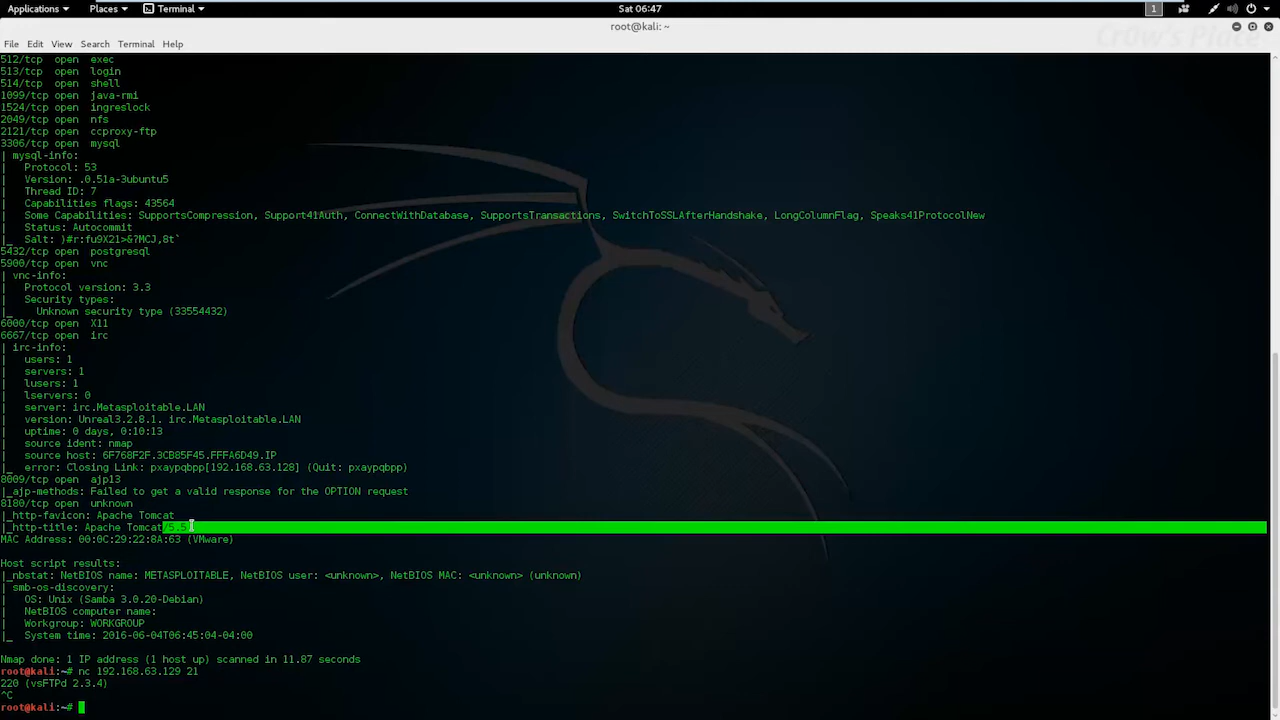 Applications Places Terminal Sat 06:47 1
root@kali: ~
Cr0w's Place
File Edit View Search Terminal Help
512/tcp open exec
513/tcp open login
514/tcp open shell
1099/tcp open java-rmi
1524/tcp open ingreslock
2049/tcp open nfs
2121/tcp open ccproxy-ftp
3306/tcp open mysql
| mysql-info:
| Protocol: 53
| Version: .0.51a-3ubuntu5
| Thread ID: 7
| Capabilities flags: 43564
| Some Capabilities: SupportsCompression, Support41Auth, ConnectWithDatabase, SupportsTransactions, SwitchToSSLAfterHandshake, LongColumnFlag, Speaks41ProtocolNew
| Status: Autocommit
|_ Salt: )#r:fu9X21>&?MCJ,8t`
5432/tcp open postgresql
5900/tcp open vnc
| vnc-info:
| Protocol version: 3.3
| Security types:
|_ Unknown security type (33554432)
6000/tcp open X11
6667/tcp open irc
| irc-info:
| users: 1
| servers: 1
| lusers: 1
| lservers: 0
| server: irc.Metasploitable.LAN
| version: Unreal3.2.8.1. irc.Metasploitable.LAN
| uptime: 0 days, 0:10:13
| source ident: nmap
| source host: 6F768F2F.3CB85F45.FFFA6D49.IP
|_ error: Closing Link: pxaypqbpp[192.168.63.128] (Quit: pxaypqbpp)
8009/tcp open ajp13
|_ajp-methods: Failed to get a valid response for the OPTION request
8180/tcp open unknown
|_http-favicon: Apache Tomcat
|_http-title: Apache Tomcat/5.5
MAC Address: 00:0C:29:22:8A:63 (VMware)
Host script results:
|_nbstat: NetBIOS name: METASPLOITABLE, NetBIOS user: <unknown>, NetBIOS MAC: <unknown> (unknown)
| smb-os-discovery:
| OS: Unix (Samba 3.0.20-Debian)
| NetBIOS computer name:
| Workgroup: WORKGROUP
|_ System time: 2016-06-04T06:45:04-04:00
Nmap done: 1 IP address (1 host up) scanned in 11.87 seconds
root@kali:~# nc 192.168.63.129 21
220 (vsFTPd 2.3.4)
^C
root@kali:~#